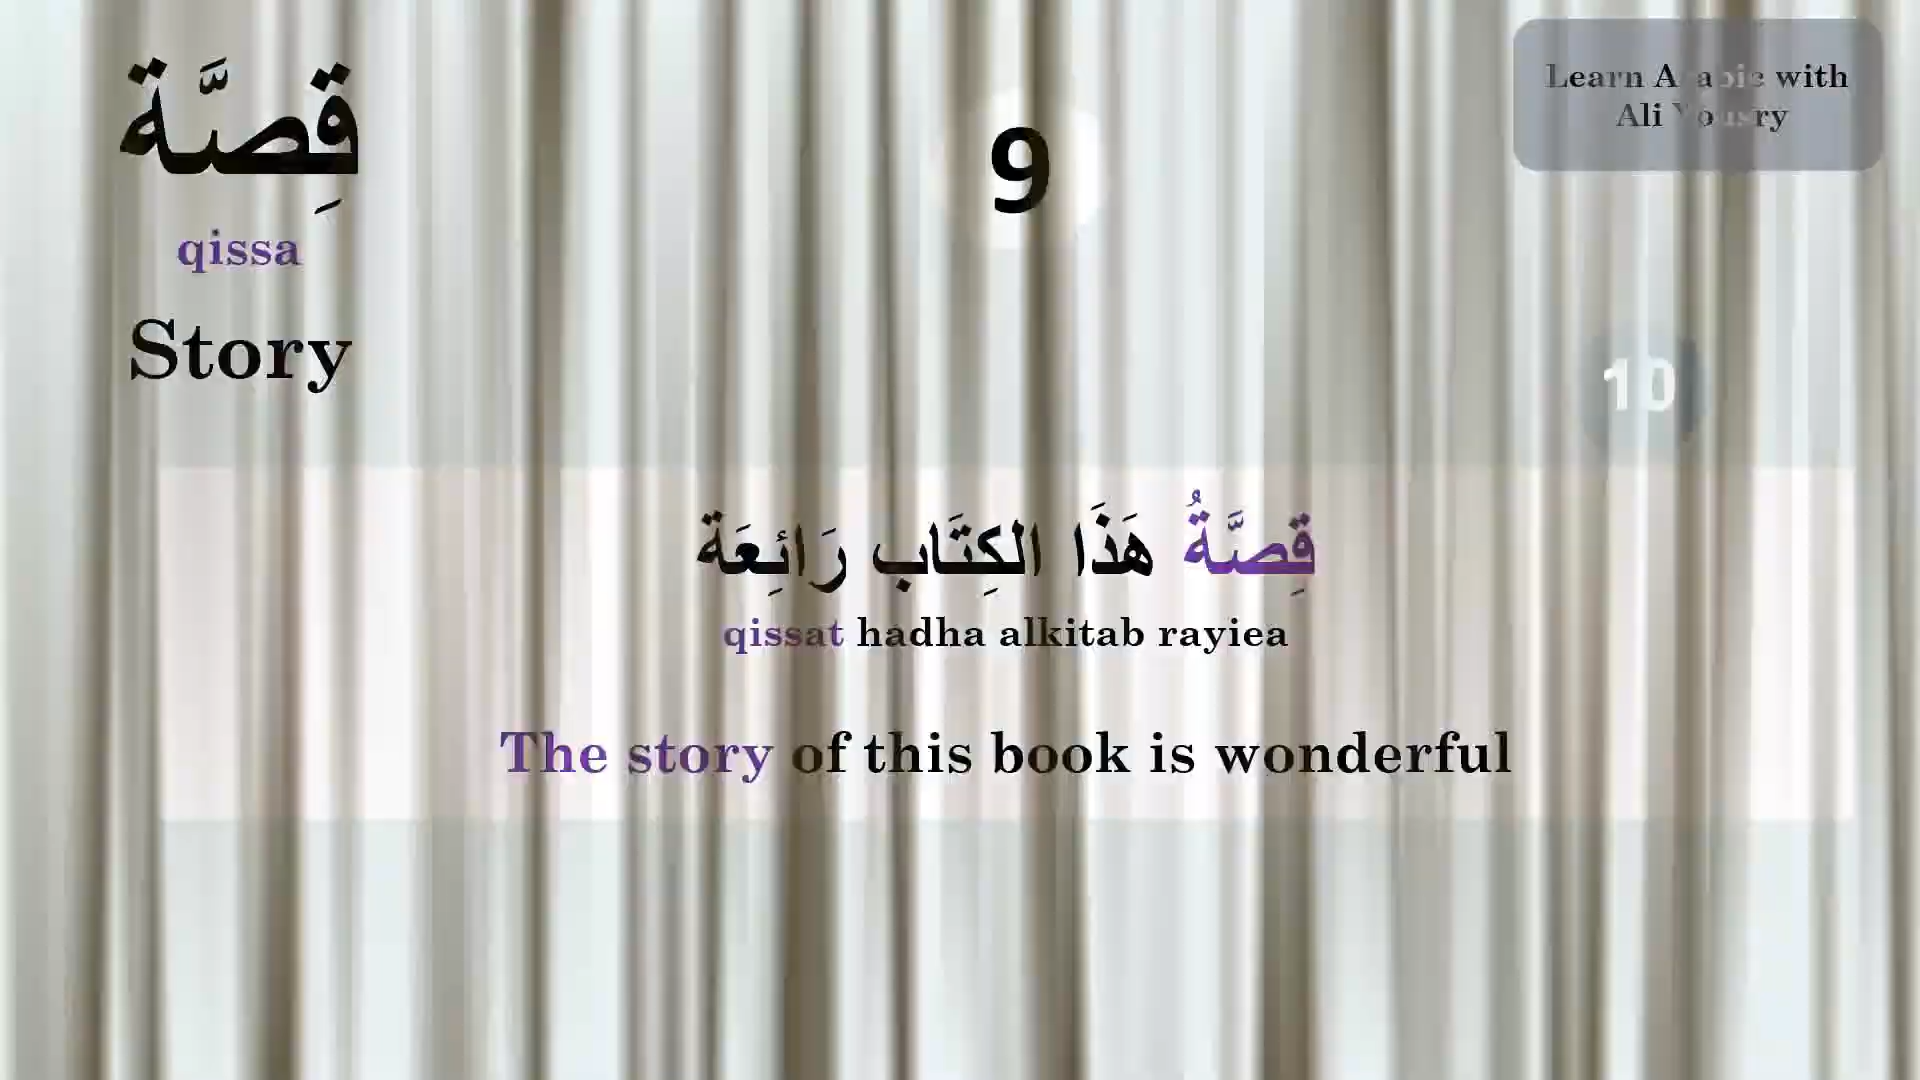 قِصَّة
qissa
Story
9
Learn Arabic with
Ali Yousry
10
قِصَّةُ هَذَا الكِتَاب رَائِعَة
qissat hadha alkitab rayiea
The story of this book is wonderful